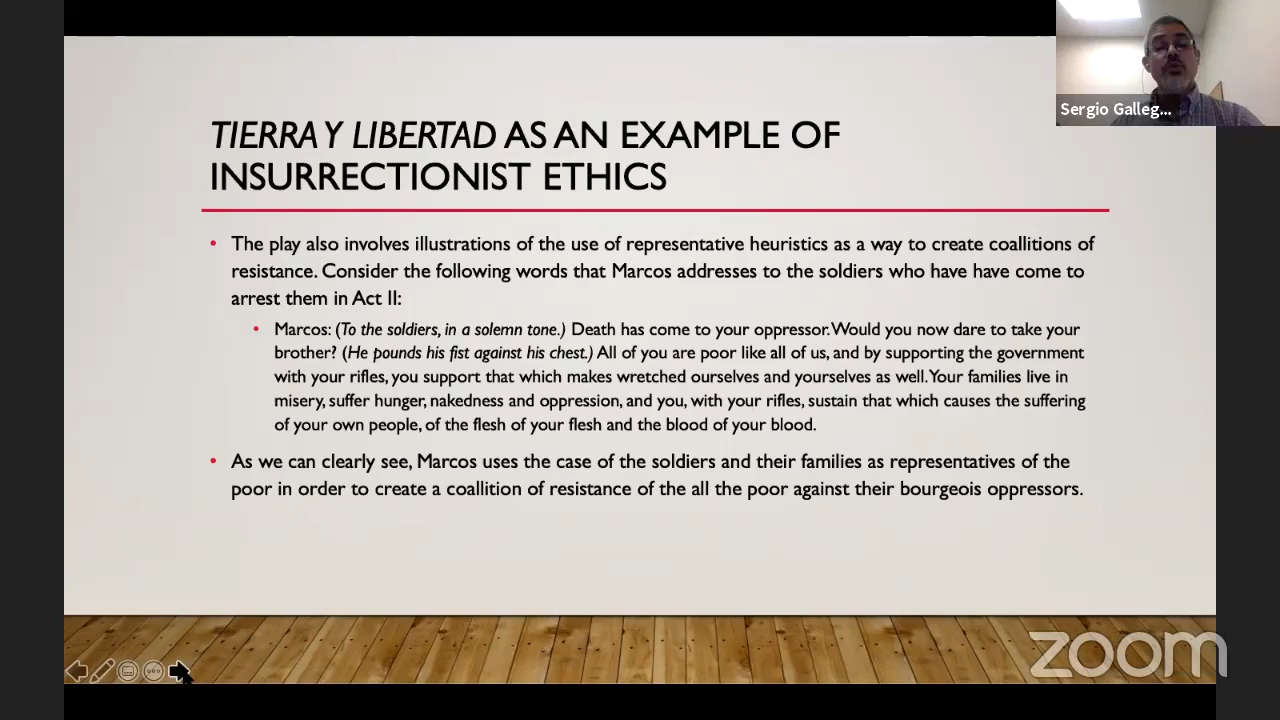 Sergio Galleg...
TIERRA Y LIBERTAD AS AN EXAMPLE OF
INSURRECTIONIST ETHICS
• The play also involves illustrations of the use of representative heuristics as a way to create coallitions of
resistance. Consider the following words that Marcos addresses to the soldiers who have have come to
arrest them in Act II:
• Marcos: (To the soldiers, in a solemn tone.) Death has come to your oppressor. Would you now dare to take your
brother? (He pounds his fist against his chest.) All of you are poor like all of us, and by supporting the government
with your rifles, you support that which makes wretched ourselves and yourselves as well. Your families live in
misery, suffer hunger, nakedness and oppression, and you, with your rifles, sustain that which causes the suffering
of your own people, of the flesh of your flesh and the blood of your blood.
• As we can clearly see, Marcos uses the case of the soldiers and their families as representatives of the
poor in order to create a coallition of resistance of the all the poor against their bourgeois oppressors.
zoom